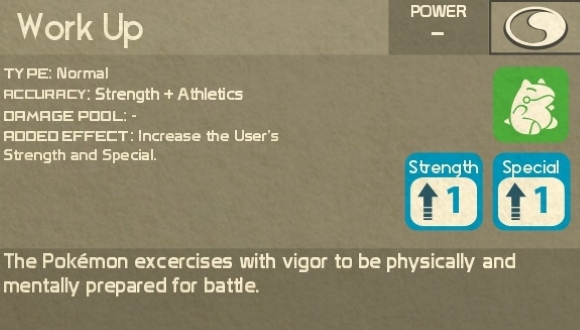 Work Up
POWER
–
TYPE: Normal
ACCURACY: Strength + Athletics
DAMAGE POOL: -
ADDED EFFECT: Increase the User's
Strength and Special.
Strength
1
Special
1
The Pokémon excercises with vigor to be physically and
mentally prepared for battle.